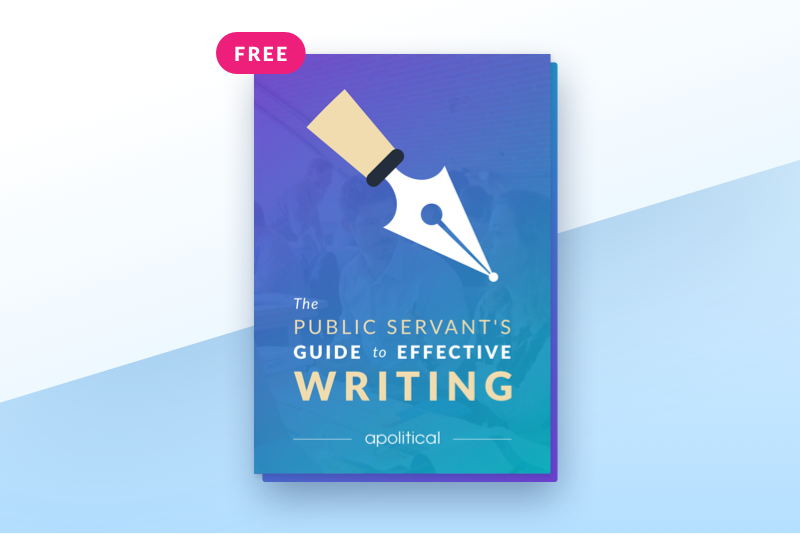 FREE
The
PUBLIC SERVANT'S
GUIDE to EFFECTIVE
WRITING
apolitical